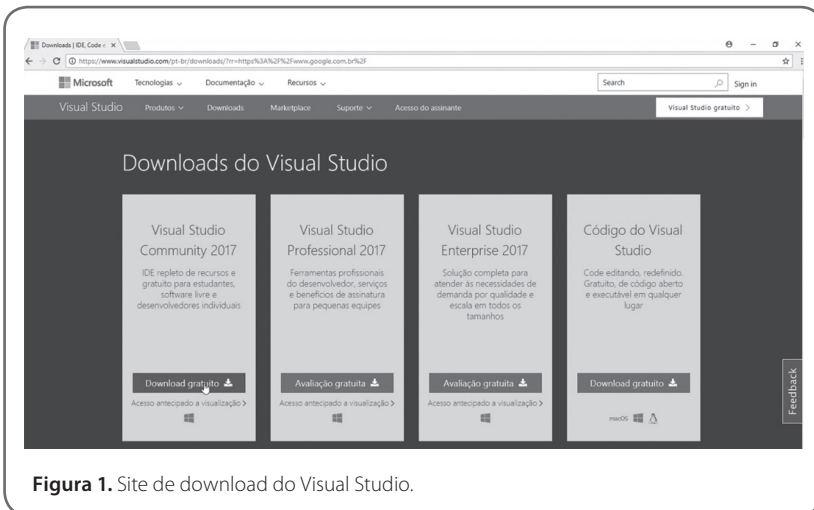 Downloads | IDE, Code e
https://www.visualstudio.com/pt-br/downloads/?rr=https%3A%2F%2Fwww.google.com.br%2F
Microsoft Tecnologias Documentação Recursos Search Sign in
Visual Studio Produtos Downloads Marketplace Suporte Acesso do assinante Visual Studio gratuito
Downloads do Visual Studio
Visual Studio
Community 2017
IDE repleto de recursos e
gratuito para estudantes,
software livre e
desenvolvedores individuais
Download gratuito
Acesso antecipado a visualização
Visual Studio
Professional 2017
Ferramentas profissionais
do desenvolvedor, serviços
e benefícios de assinatura
para pequenas equipes
Avaliação gratuita
Acesso antecipado a visualização
Visual Studio
Enterprise 2017
Solução completa para
atender às necessidades de
demanda por qualidade e
escala em todos os
tamanhos
Avaliação gratuita
Acesso antecipado a visualização
Código do Visual
Studio
Code editando, redefinido.
Gratuito, de código aberto
e executável em qualquer
lugar
Download gratuito
macOS
Feedback
Figura 1. Site de download do Visual Studio.